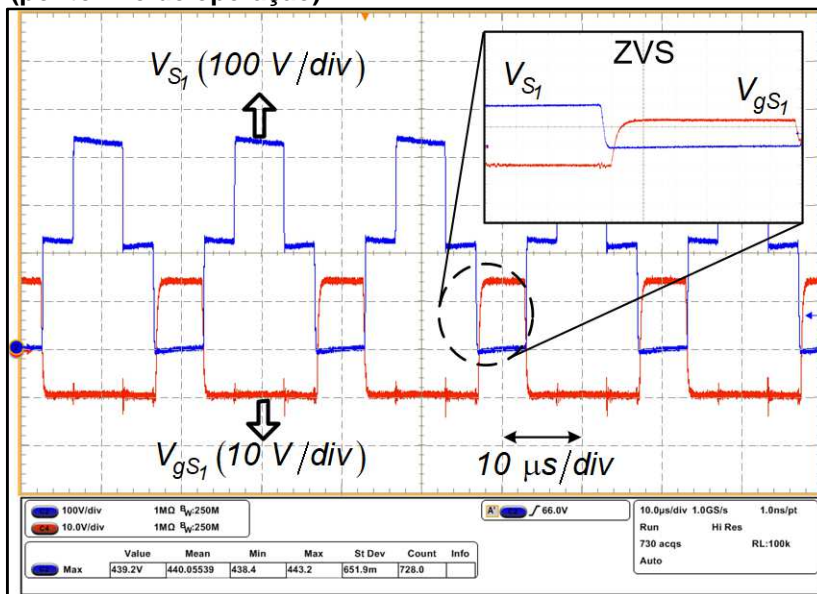 V_S1 (100 V/div)
ZVS
V_S1
V_gS1
V_gS1 (10 V/div)
10 μs/div
100V/div 1MΩ BW:250M
C4 10.0V/div 1MΩ BW:250M
A' 66.0V
10.0μs/div 1.0GS/s 1.0ns/pt
Run Hi Res
730 acqs RL:100k
Auto
Value Mean Min Max St Dev Count Info
Max 439.2V 440.05539 438.4 443.2 651.9m 728.0